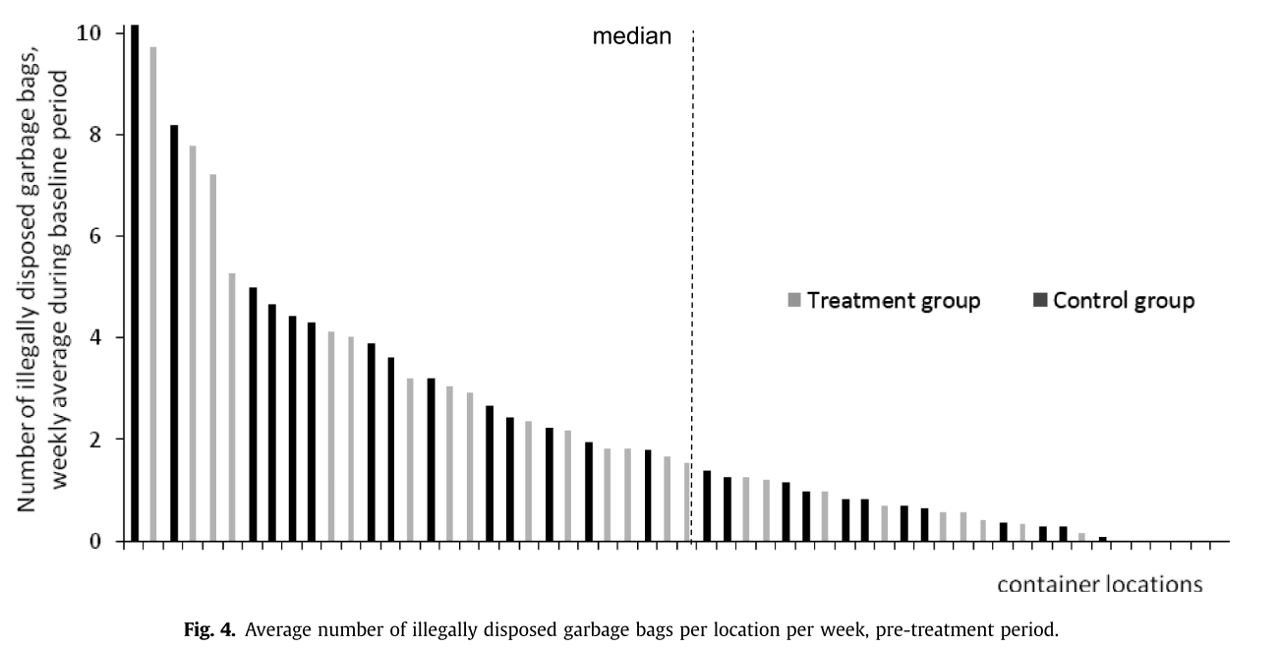 Number of illegally disposed garbage bags,
weekly average during baseline period
10
8
6
4
2
0
median
Treatment group
Control group
container locations
Fig. 4. Average number of illegally disposed garbage bags per location per week, pre-treatment period.